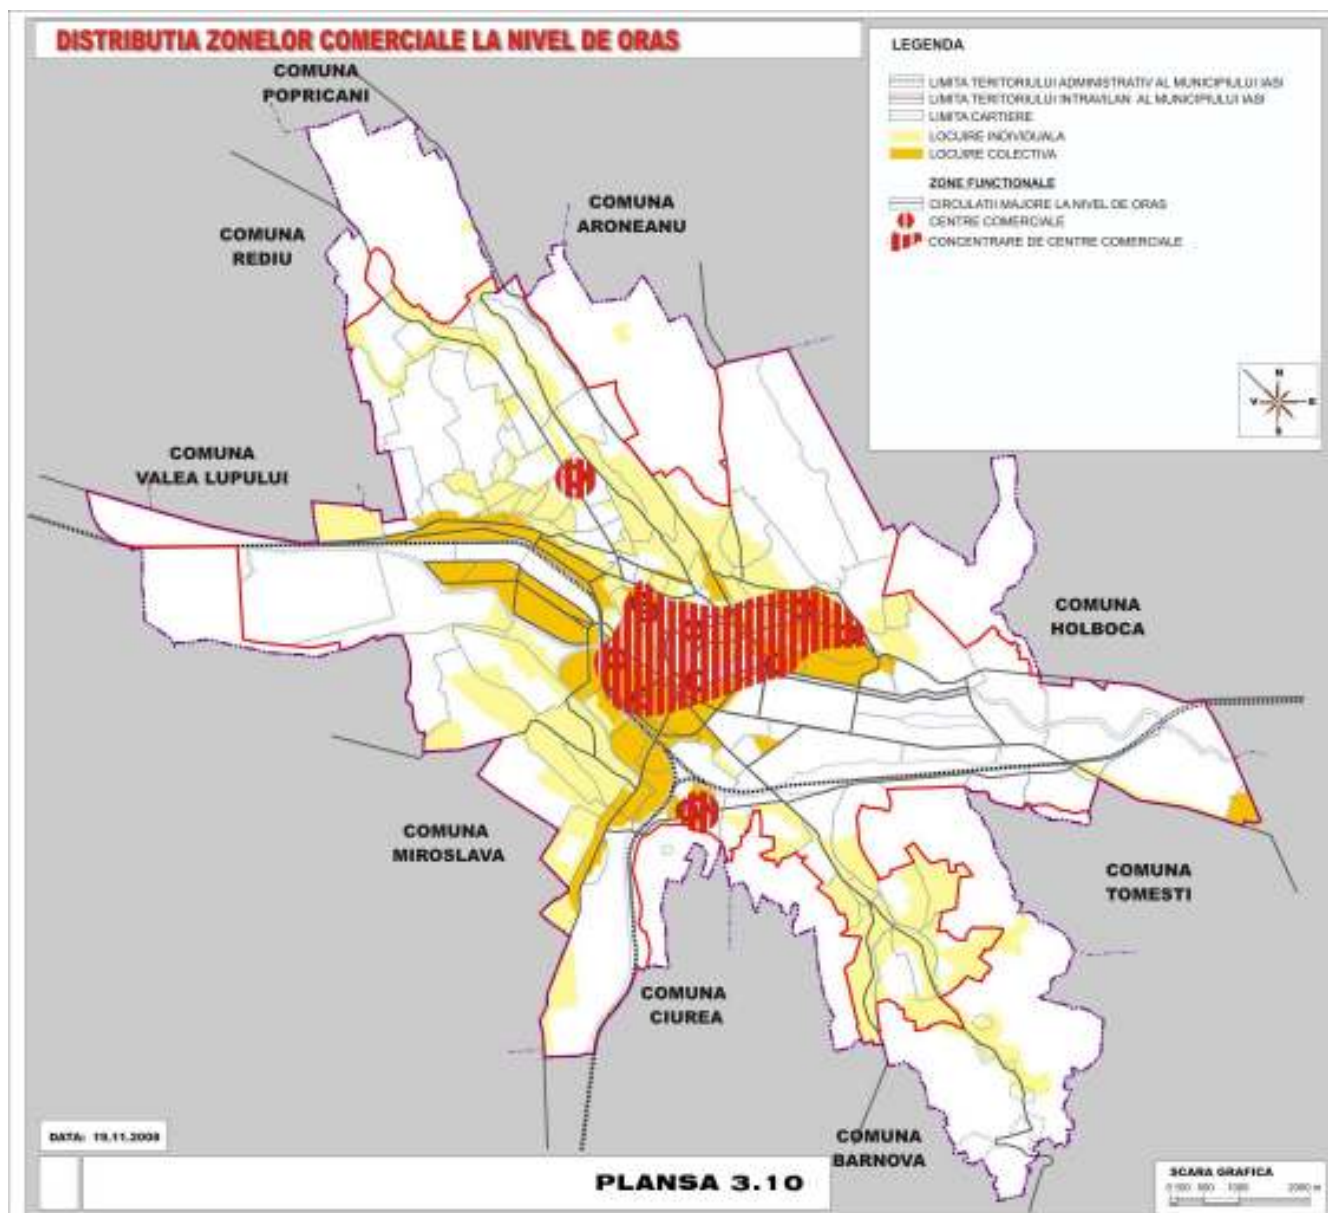 DISTRIBUTIA ZONELOR COMERCIALE LA NIVEL DE ORAS
LEGENDA
LIMITA TERITORIULUI ADMINISTRATIV AL MUNICIPIULUI IASI
LIMITA TERITORIULUI INTRAVILAN AL MUNICIPIULUI IASI
LIMITA CARTIERE
LOCUIRE INDIVIDUALA
LOCUIRE COLECTIVA
ZONE FUNCTIONALE
CIRCULATII MAJORE LA NIVEL DE ORAS
CENTRE COMERCIALE
CONCENTRARE DE CENTRE COMERCIALE
N
V E
S
COMUNA
POPRICANI
COMUNA
ARONEANU
COMUNA
REDIU
COMUNA
VALEA LUPULUI
COMUNA
HOLBOCA
COMUNA
MIROSLAVA
COMUNA
TOMESTI
COMUNA
CIUREA
COMUNA
BARNOVA
DATA: 19.11.2008
PLANSA 3.10
SCARA GRAFICA
500 1000 2000 m